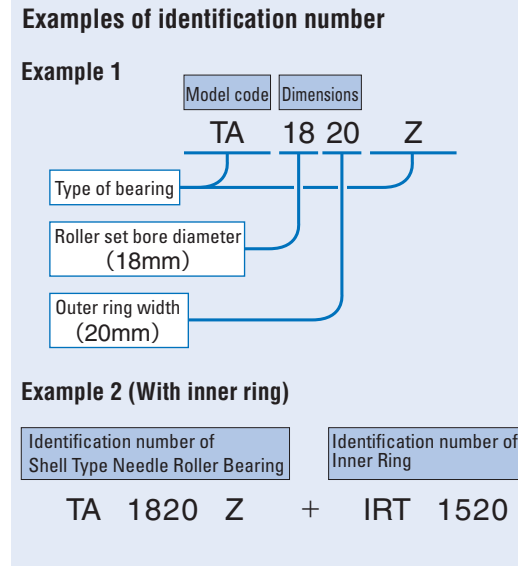 Examples of identification number
Example 1
Model code Dimensions
TA 18 20 Z
Type of bearing
Roller set bore diameter
（18mm）
Outer ring width
（20mm）
Example 2 (With inner ring)
Identification number of
Shell Type Needle Roller Bearing
Identification number of
Inner Ring
TA 1820 Z + IRT 1520